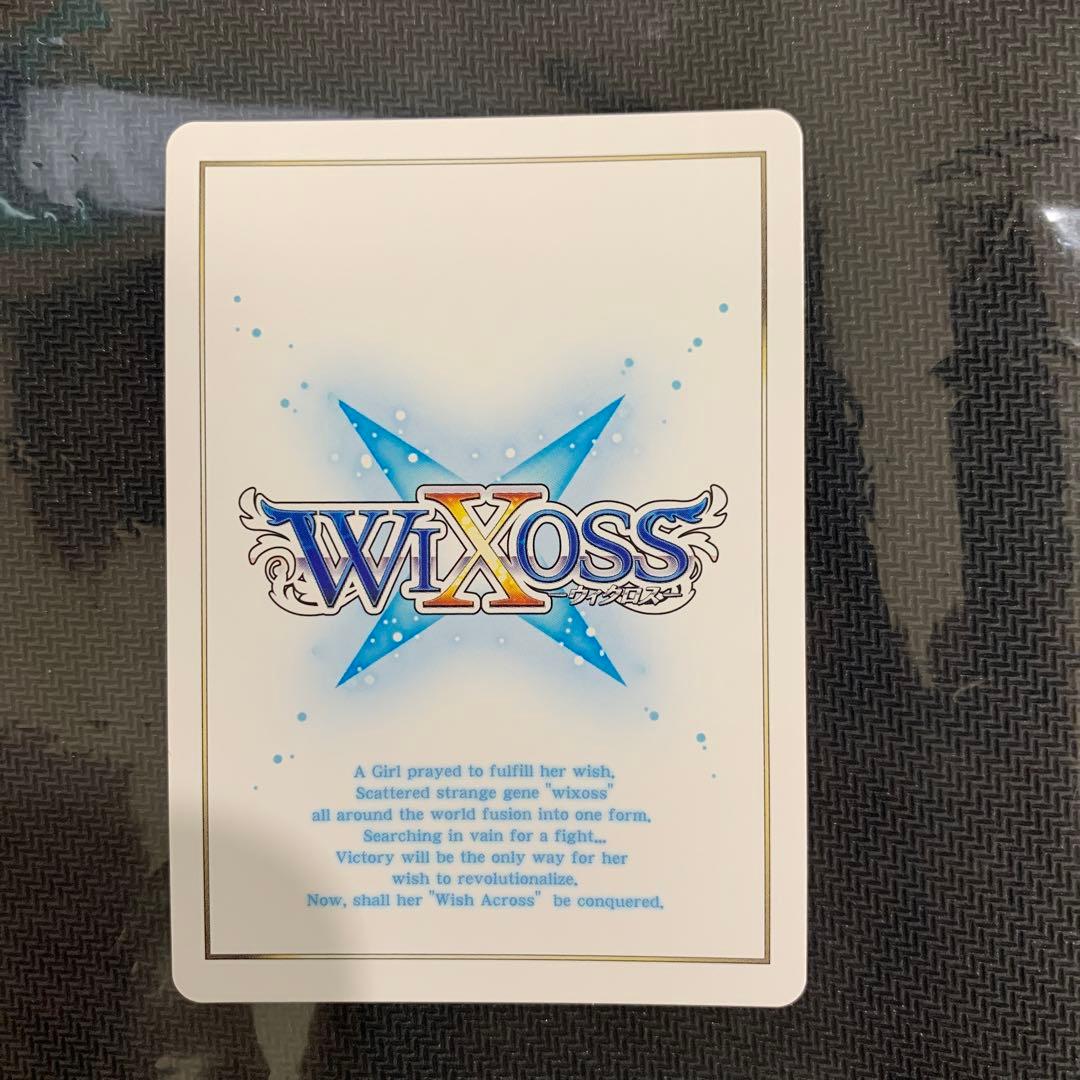 WIXOSS
－ウィクロス－
A Girl prayed to fulfill her wish.
Scattered strange gene "wixoss"
all around the world fusion into one form.
Searching in vain for a fight...
Victory will be the only way for her
wish to revolutionalize.
Now, shall her "Wish Across" be conquered.